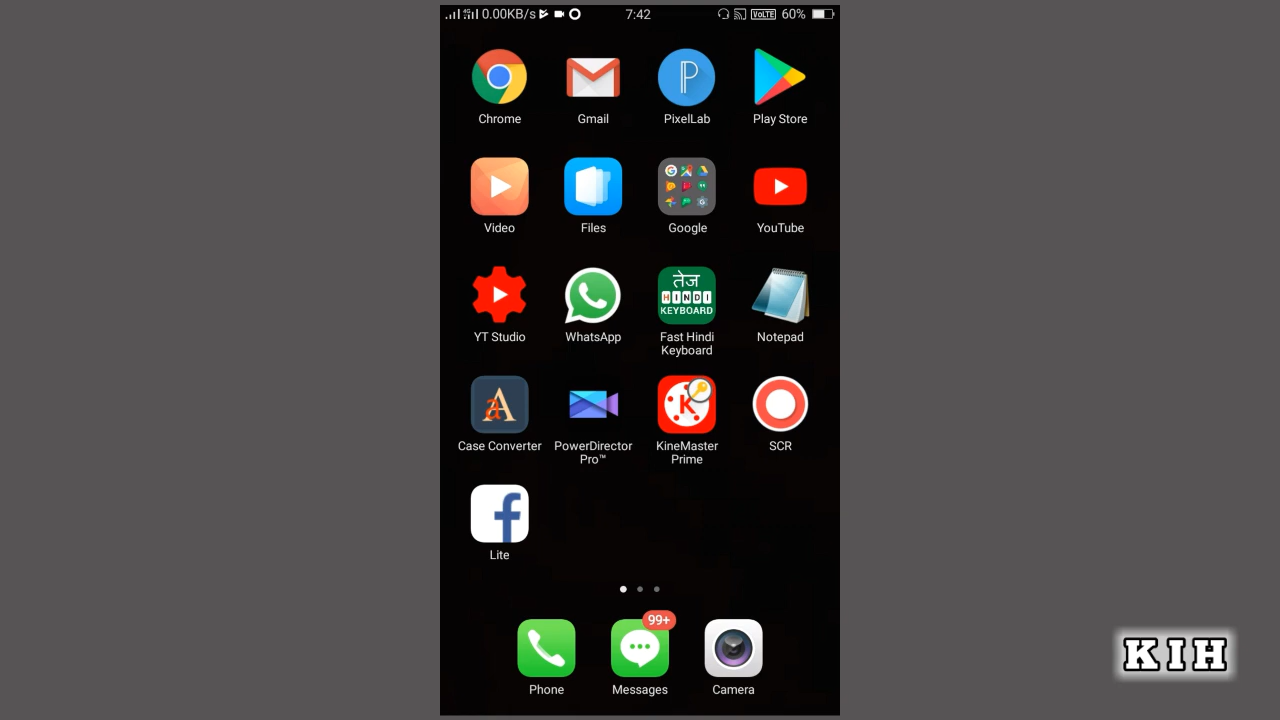 0.00KB/s 7:42 VoLTE 60%
Chrome Gmail PixelLab Play Store
Video Files Google YouTube
तेज
HINDI
KEYBOARD
YT Studio WhatsApp Fast Hindi Keyboard Notepad
Case Converter PowerDirector Pro™ KineMaster Prime SCR
Lite
99+
Phone Messages Camera
KIH